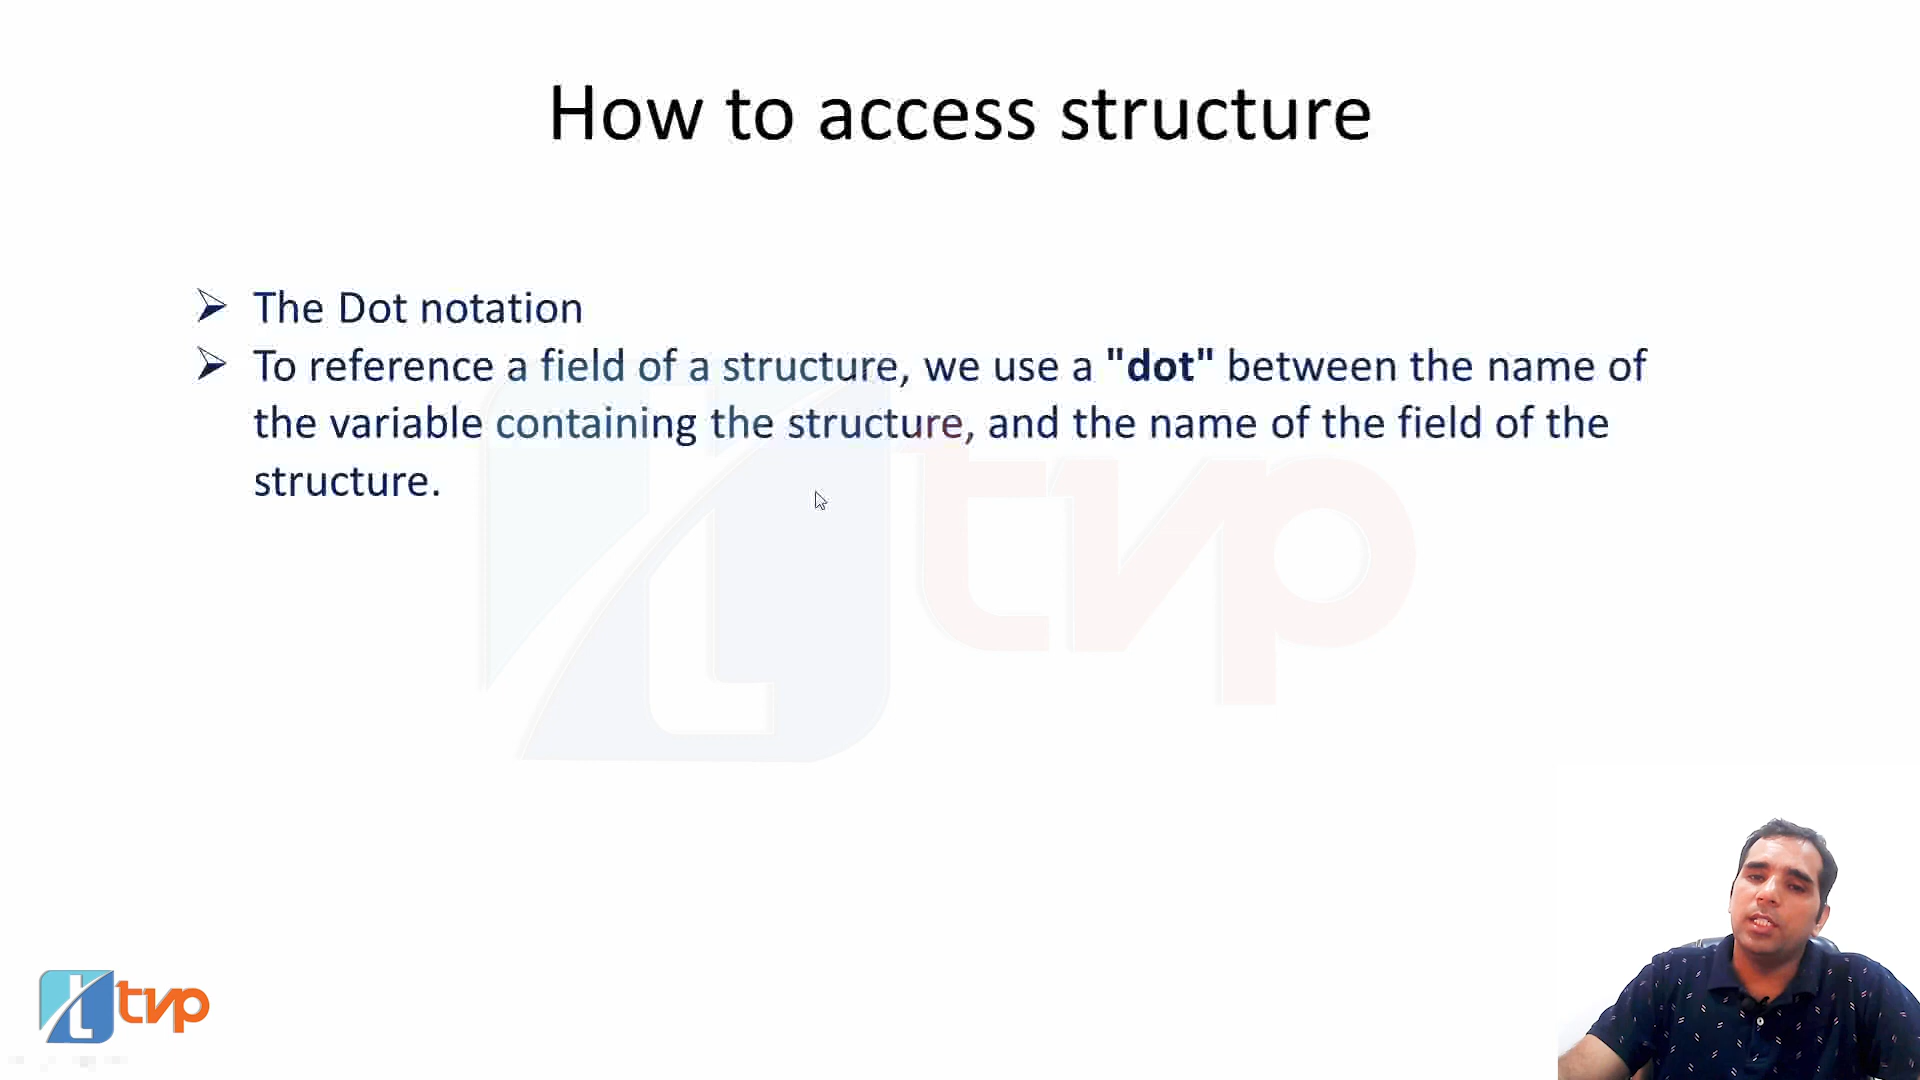 How to access structure
The Dot notation
To reference a field of a structure, we use a "dot" between the name of
the variable containing the structure, and the name of the field of the
structure.
tvp
t tvp